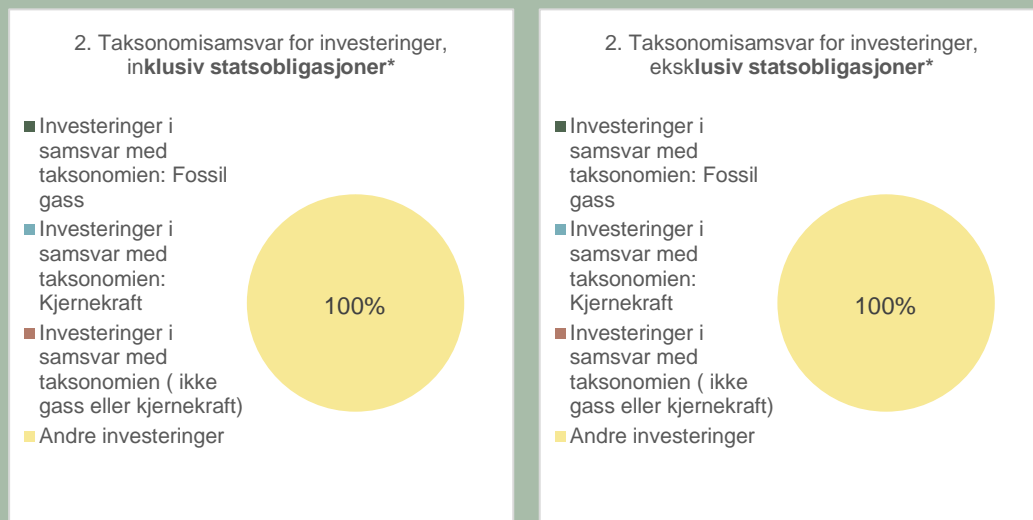 2. Taksonomisamsvar for investeringer,
inklusiv statsobligasjoner*
Investeringer i
samsvar med
taksonomien: Fossil
gass
Investeringer i
samsvar med
taksonomien:
Kjernekraft
Investeringer i
samsvar med
taksonomien ( ikke
gass eller kjernekraft)
Andre investeringer
100%
2. Taksonomisamsvar for investeringer,
eksklusiv statsobligasjoner*
Investeringer i
samsvar med
taksonomien: Fossil
gass
Investeringer i
samsvar med
taksonomien:
Kjernekraft
Investeringer i
samsvar med
taksonomien ( ikke
gass eller kjernekraft)
Andre investeringer
100%